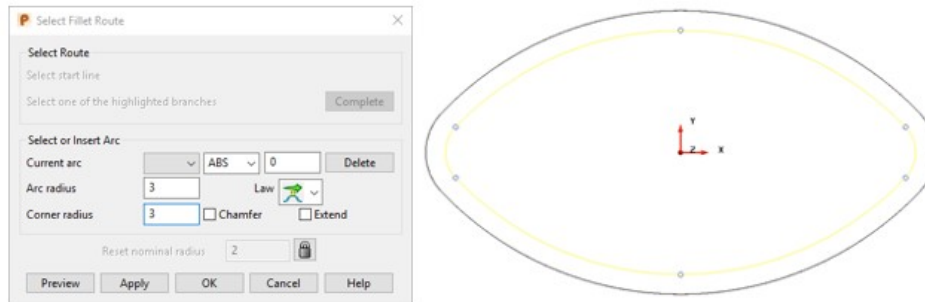 Select Fillet Route
Select Route
Select start line
Select one of the highlighted branches Complete
Select or Insert Arc
Current arc ABS 0 Delete
Arc radius 3 Law
Corner radius 3 Chamfer Extend
Reset nominal radius 2
Preview Apply OK Cancel Help
Y
Z X